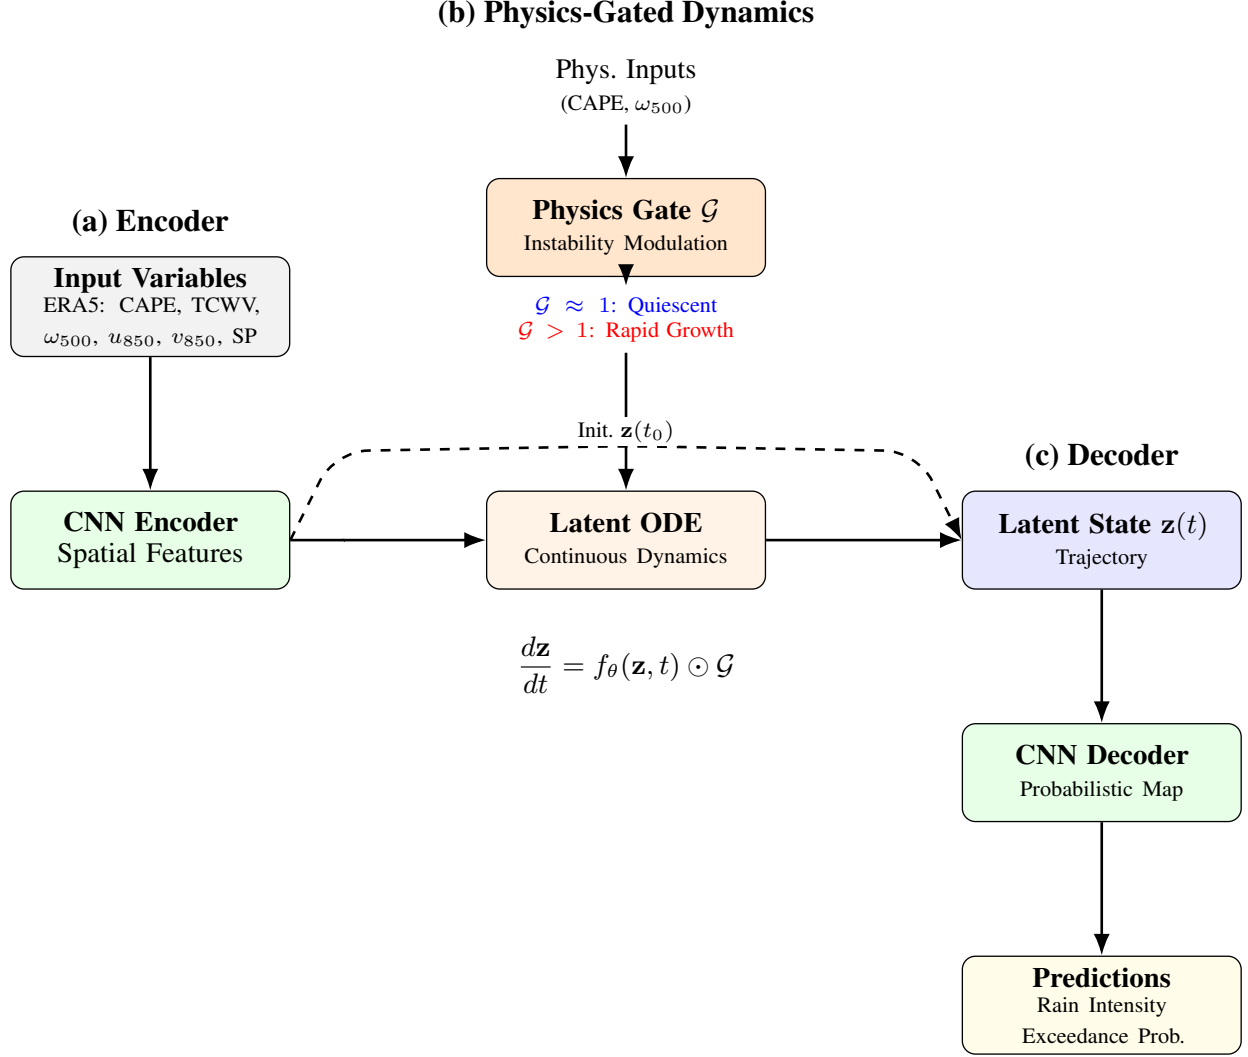 (b) Physics-Gated Dynamics
Phys. Inputs
(CAPE, ω₅₀₀)
Physics Gate 𝒢
Instability Modulation
𝒢 ≈ 1: Quiescent
𝒢 > 1: Rapid Growth
(a) Encoder
Input Variables
ERA5: CAPE, TCWV,
ω₅₀₀, u₈₅₀, v₈₅₀, SP
CNN Encoder
Spatial Features
Init. z(t₀)
Latent ODE
Continuous Dynamics
dz/dt = f_θ(z, t) ⊙ 𝒢
(c) Decoder
Latent State z(t)
Trajectory
CNN Decoder
Probabilistic Map
Predictions
Rain Intensity
Exceedance Prob.